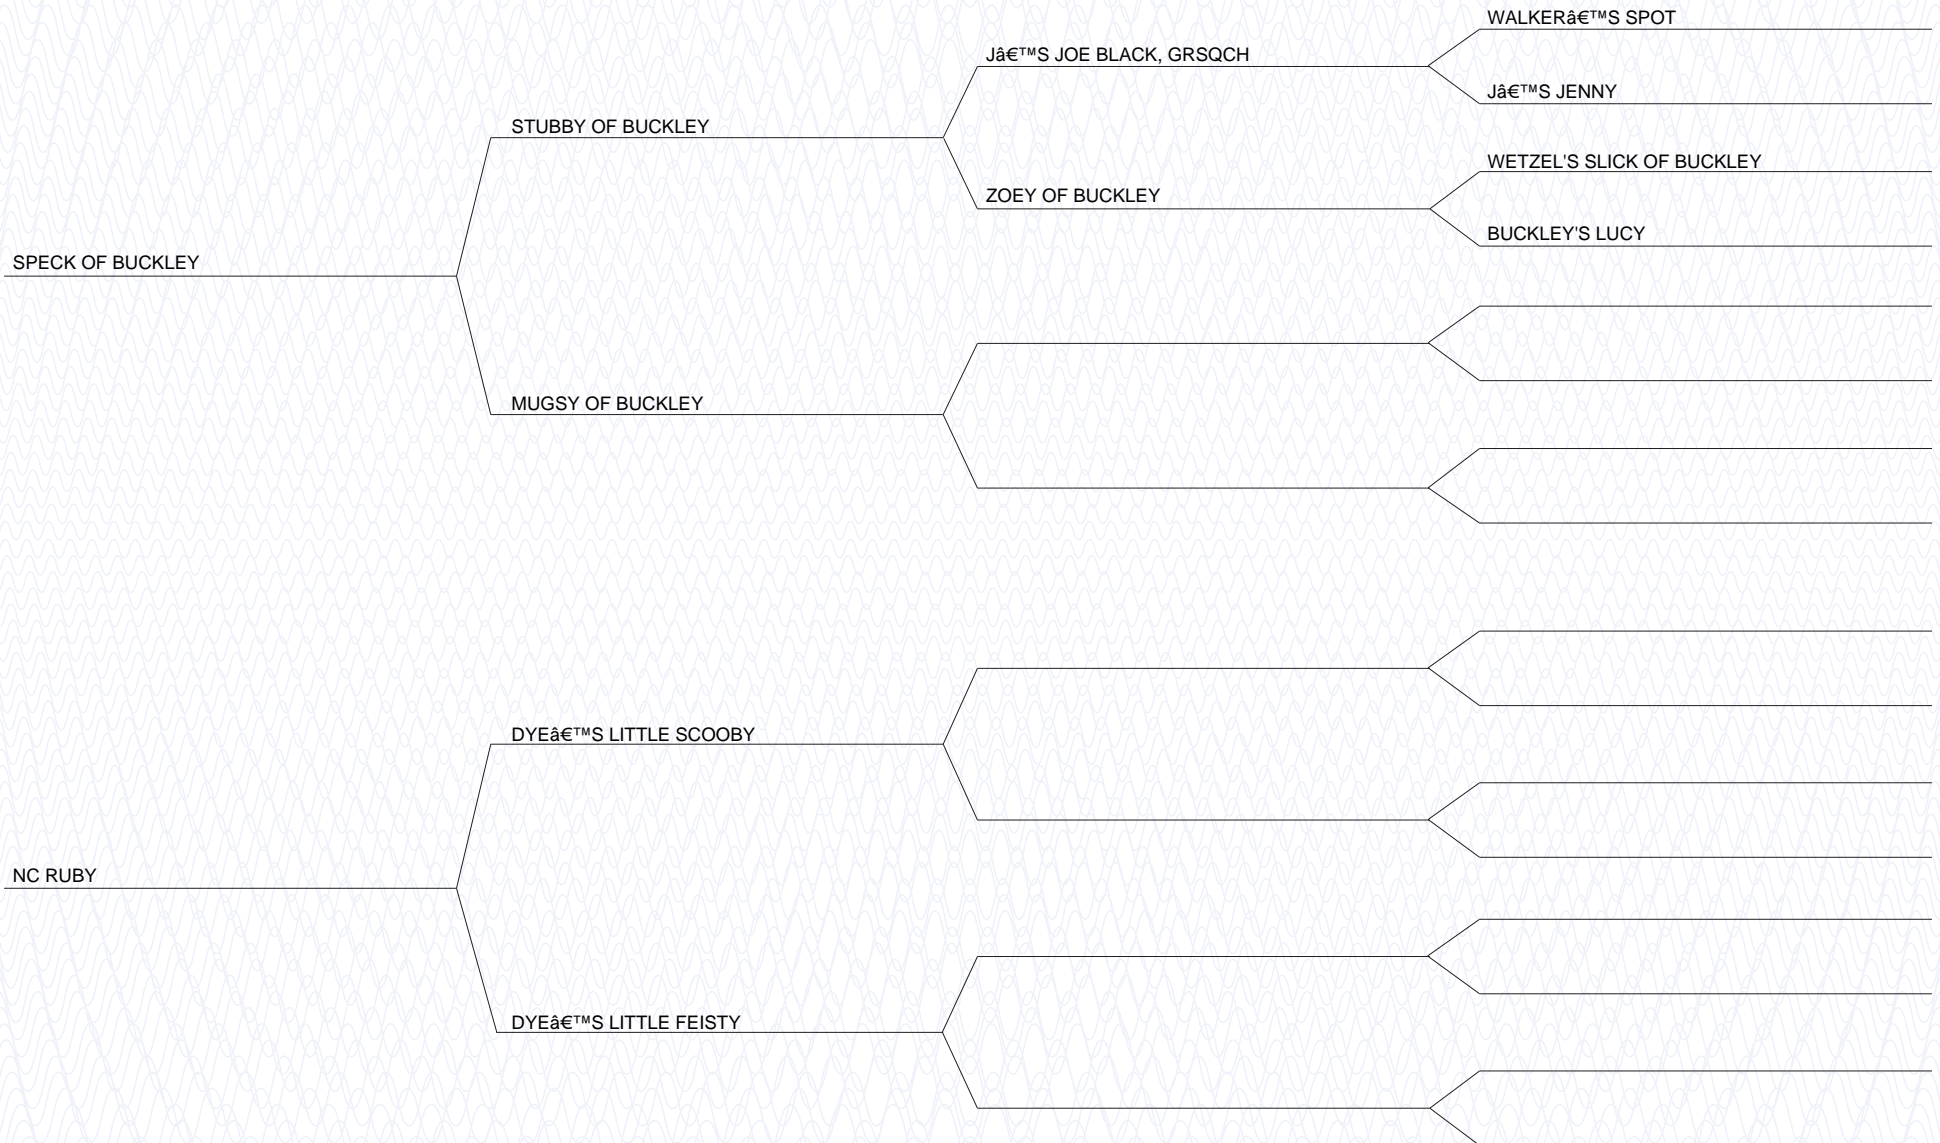 WALKERâ€™S SPOT
Jâ€™S JOE BLACK, GRSQCH
Jâ€™S JENNY
STUBBY OF BUCKLEY
WETZEL'S SLICK OF BUCKLEY
ZOEY OF BUCKLEY
BUCKLEY'S LUCY
SPECK OF BUCKLEY
MUGSY OF BUCKLEY
DYEâ€™S LITTLE SCOOBY
NC RUBY
DYEâ€™S LITTLE FEISTY